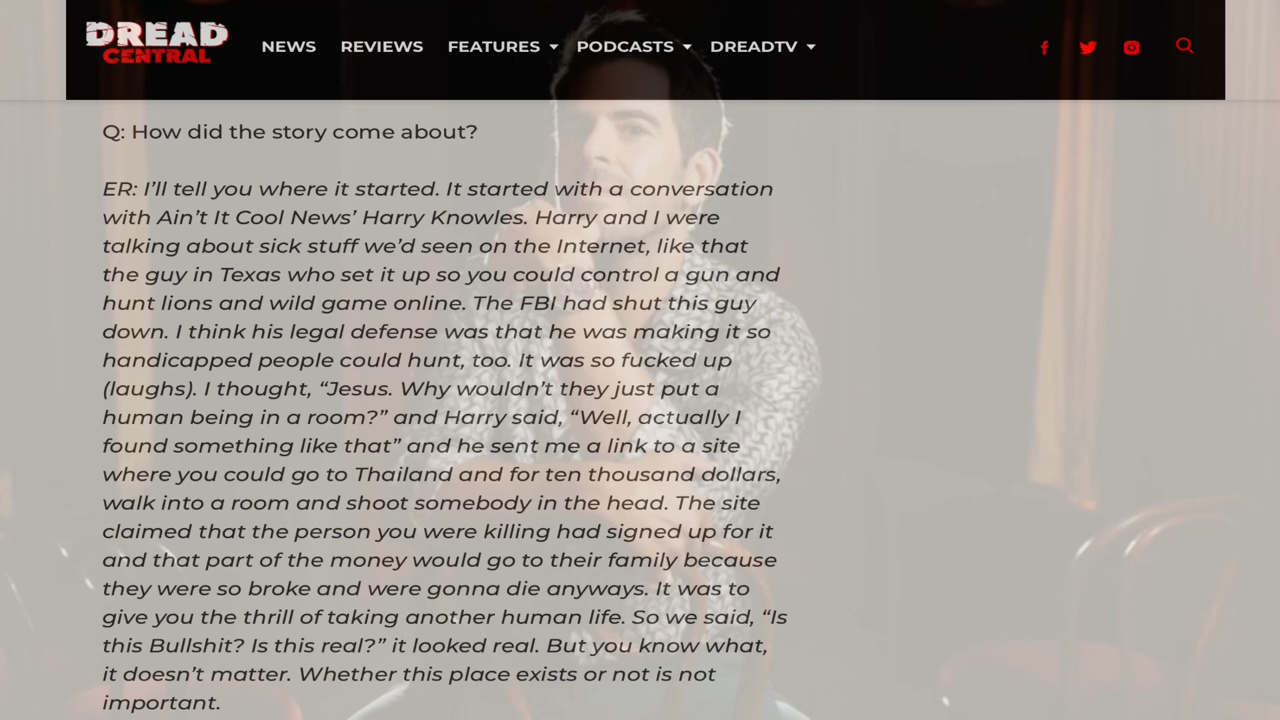 DREAD
CENTRAL
NEWS REVIEWS FEATURES PODCASTS DREADTV
Q: How did the story come about?
ER: I’ll tell you where it started. It started with a conversation
with Ain’t It Cool News’ Harry Knowles. Harry and I were
talking about sick stuff we’d seen on the Internet, like that
the guy in Texas who set it up so you could control a gun and
hunt lions and wild game online. The FBI had shut this guy
down. I think his legal defense was that he was making it so
handicapped people could hunt, too. It was so fucked up
(laughs). I thought, “Jesus. Why wouldn’t they just put a
human being in a room?” and Harry said, “Well, actually I
found something like that” and he sent me a link to a site
where you could go to Thailand and for ten thousand dollars,
walk into a room and shoot somebody in the head. The site
claimed that the person you were killing had signed up for it
and that part of the money would go to their family because
they were so broke and were gonna die anyways. It was to
give you the thrill of taking another human life. So we said, “Is
this Bullshit? Is this real?” it looked real. But you know what,
it doesn’t matter. Whether this place exists or not is not
important.